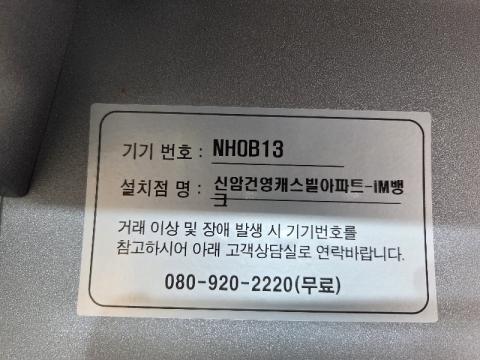 기기 번호 : NH0B13
설치점 명 : 신암건영캐스빌아파트-iM뱅
크
거래 이상 및 장애 발생 시 기기번호를
참고하시어 아래 고객상담실로 연락바랍니다.
080-920-2220(무료)